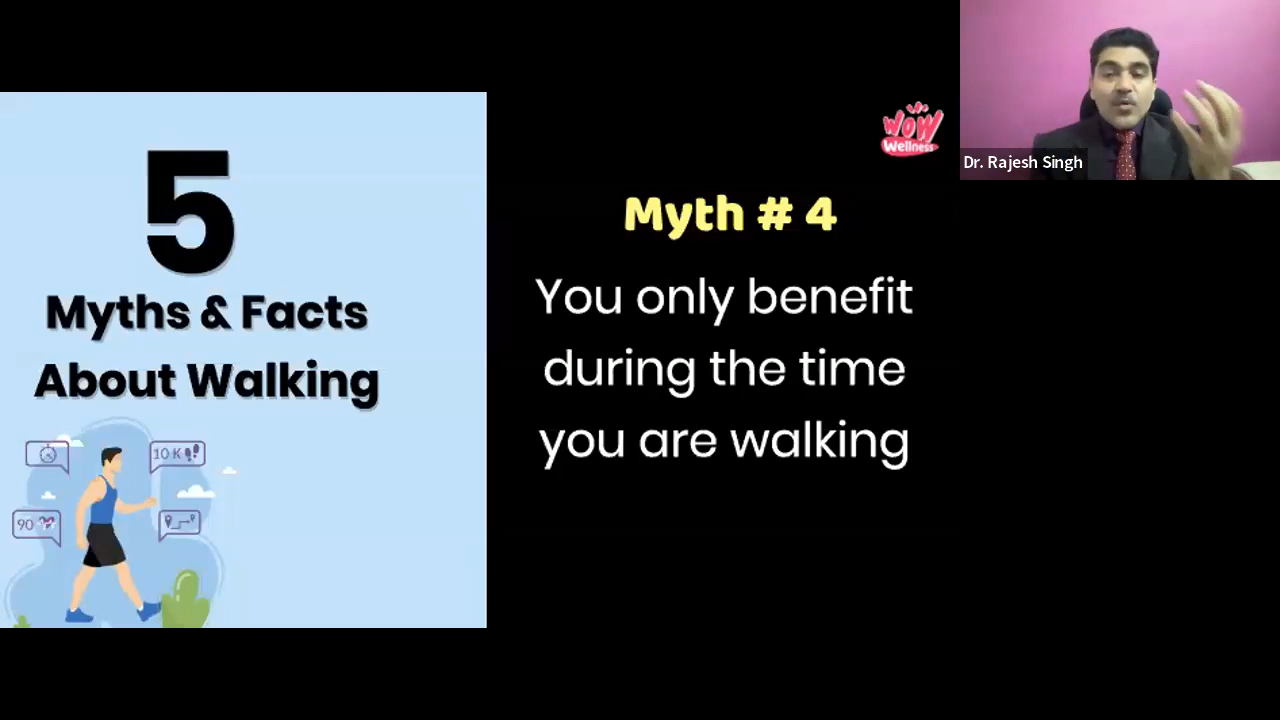 5
Myths & Facts
About Walking
10 K
90
WOW
Wellness
Myth # 4
You only benefit
during the time
you are walking
Dr. Rajesh Singh